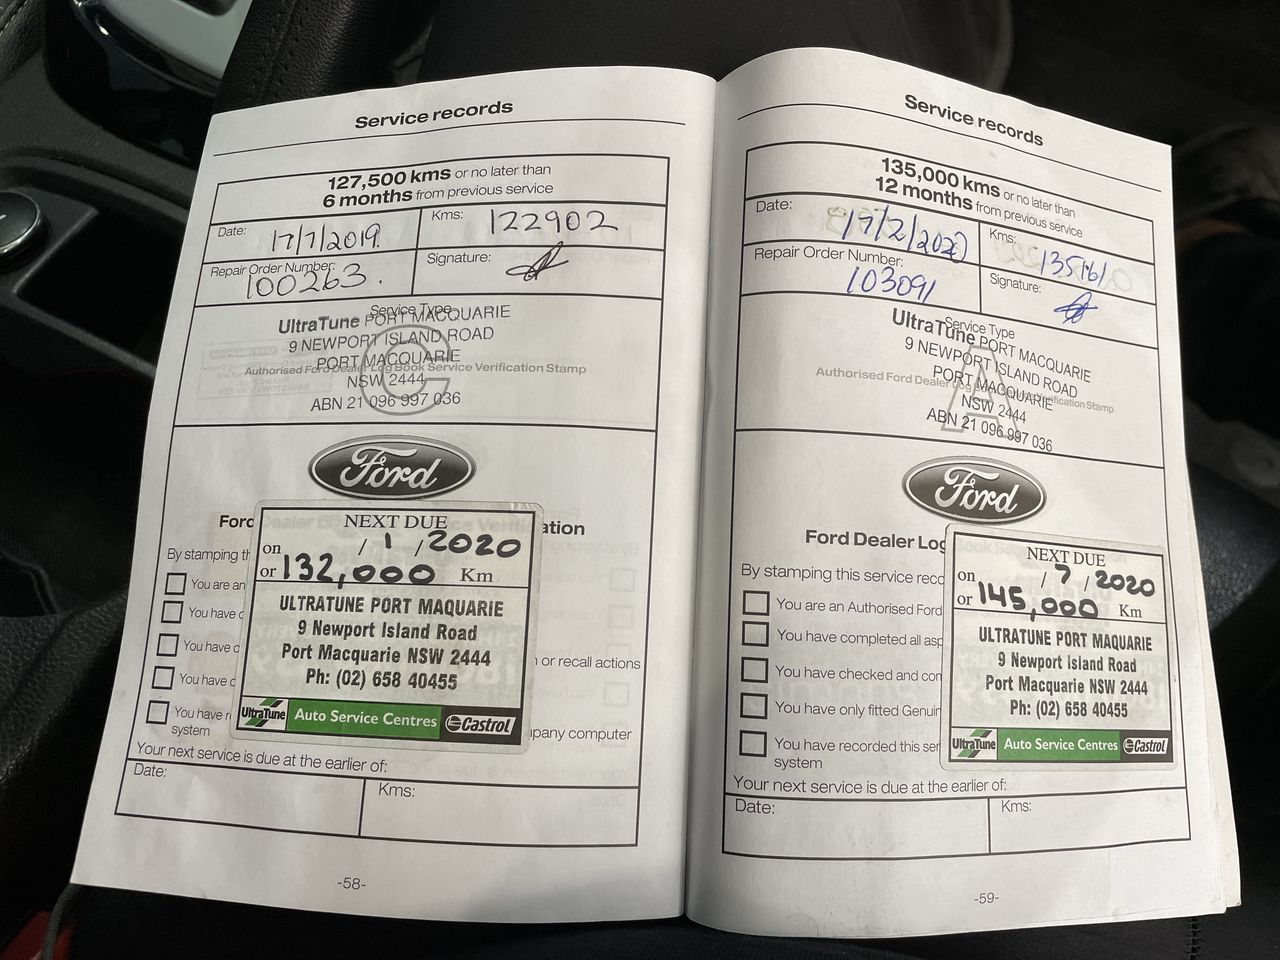 Service records
127,500 kms or no later than
6 months from previous service
Date: 17/7/2019
Kms: 122902
Repair Order Number: 100263.
Signature:
Service Type
UltraTune PORT MACQUARIE
9 NEWPORT ISLAND ROAD
PORT MACQUARIE
Authorised Ford Dealer Log Book Service Verification Stamp
NSW 2444
ABN 21 096 997 036
C
Ford
Ford
ation
By stamping th
You are an
You have c
You have c
n or recall actions
You have c
You have r
pany computer
system
NEXT DUE
on / 1 / 2020
or 132,000 Km
ULTRATUNE PORT MAQUARIE
9 Newport Island Road
Port Macquarie NSW 2444
Ph: (02) 658 40455
UltraTune Auto Service Centres Castrol
Your next service is due at the earlier of:
Date:
Kms:
-58-
Service records
135,000 kms or no later than
12 months from previous service
Date: 17/2/2020
Kms: 135161
Repair Order Number: 103091
Signature:
Service Type
UltraTune PORT MACQUARIE
9 NEWPORT ISLAND ROAD
PORT MACQUARIE
Authorised Ford Dealer Log Verification Stamp
NSW 2444
ABN 21 096 997 036
A
Ford
Ford Dealer Log
By stamping this service reco
You are an Authorised Ford
You have completed all asp
You have checked and con
You have only fitted Genuin
You have recorded this ser
system
NEXT DUE
on / 7 / 2020
or 145,000 Km
ULTRATUNE PORT MAQUARIE
9 Newport Island Road
Port Macquarie NSW 2444
Ph: (02) 658 40455
UltraTune Auto Service Centres Castrol
Your next service is due at the earlier of:
Date:
Kms:
-59-